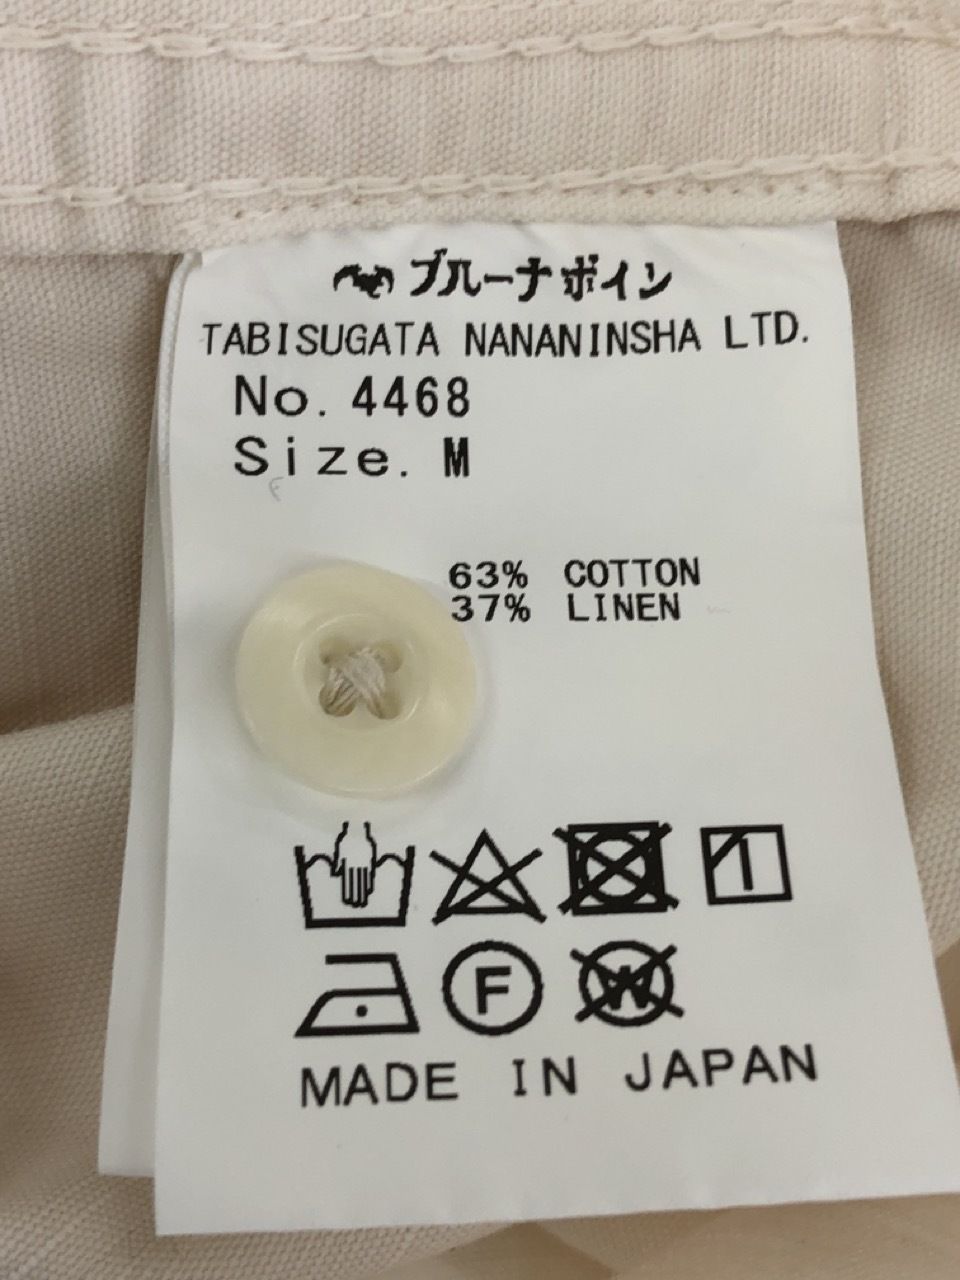 ブルーナボイン
TABISUGATA NANANINSHA LTD.
No. 4468
Size. M
63% COTTON
37% LINEN
F W
MADE IN JAPAN